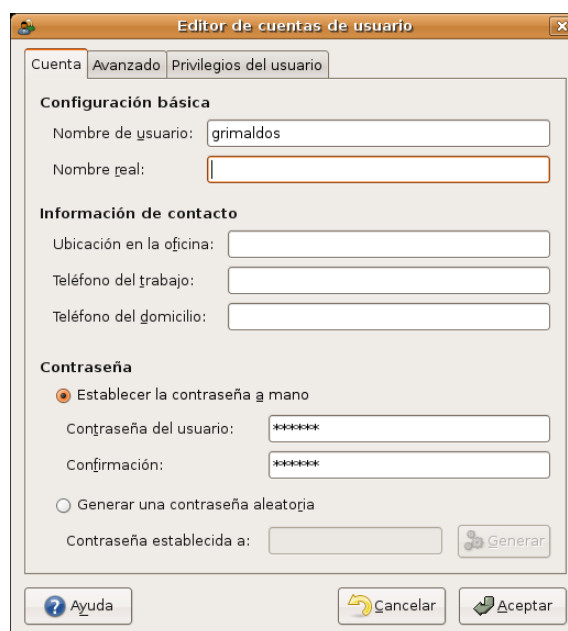 Editor de cuentas de usuario
Cuenta Avanzado Privilegios del usuario
Configuración básica
Nombre de usuario: grimaldos
Nombre real:
Información de contacto
Ubicación en la oficina:
Teléfono del trabajo:
Teléfono del domicilio:
Contraseña
Establecer la contraseña a mano
Contraseña del usuario: ******
Confirmación: ******
Generar una contraseña aleatoria
Contraseña establecida a: Generar
Ayuda Cancelar Aceptar